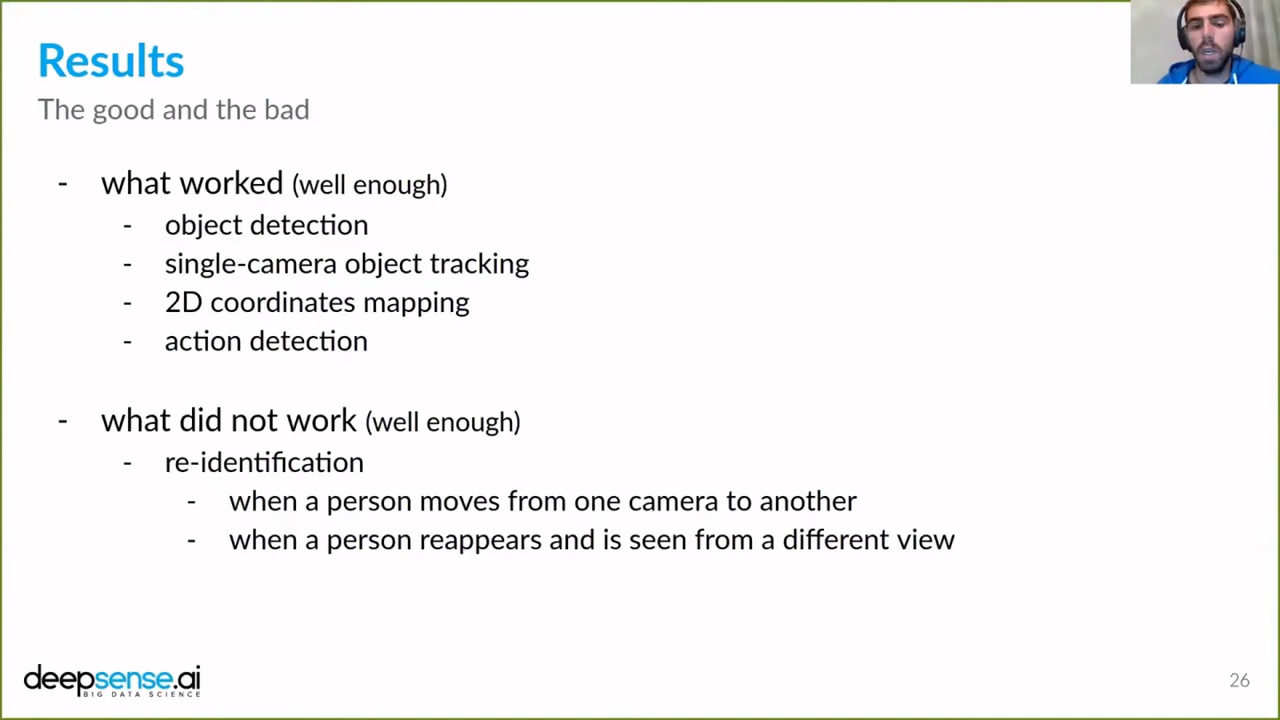 Results
The good and the bad
- what worked (well enough)
- object detection
- single-camera object tracking
- 2D coordinates mapping
- action detection
- what did not work (well enough)
- re-identification
- when a person moves from one camera to another
- when a person reappears and is seen from a different view
deepsense.ai
BIG DATA SCIENCE
26